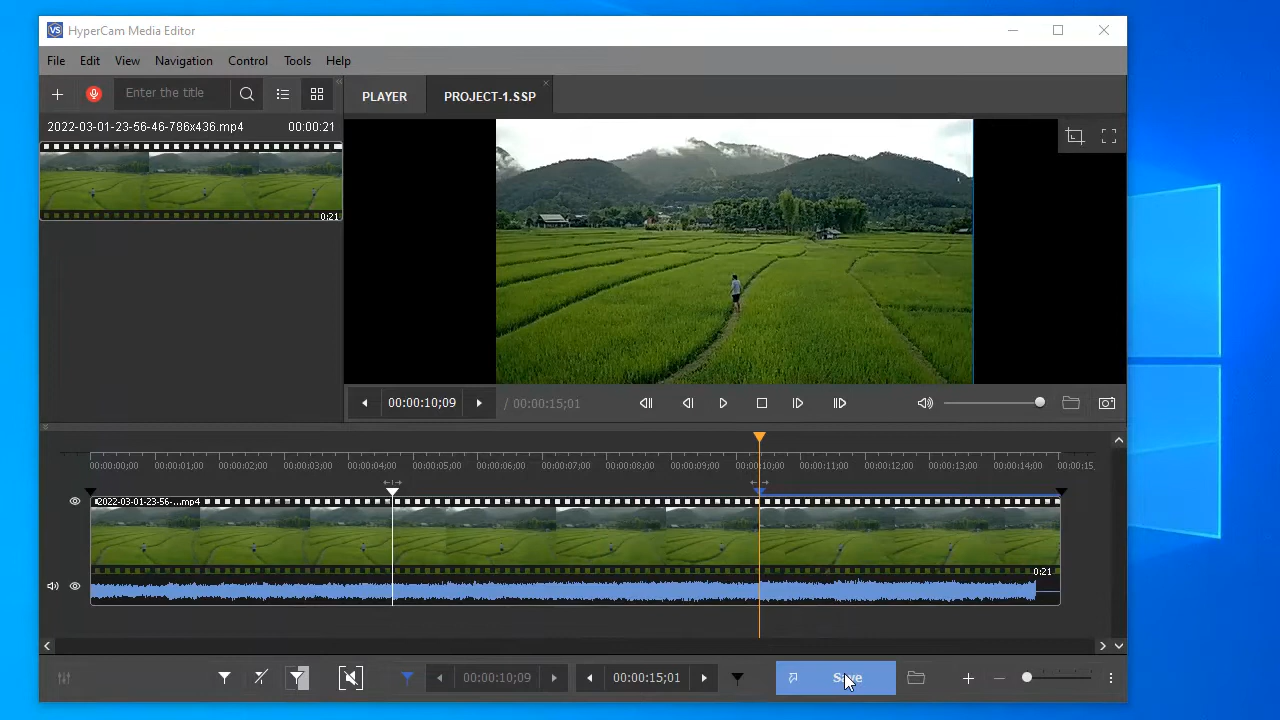 HyperCam Media Editor
File Edit View Navigation Control Tools Help
Enter the title
PLAYER
PROJECT-1.SSP
2022-03-01-23-56-46-786x436.mp4 00:00:21
0:21
00:00:10;09 / 00:00:15;01
00:00:00;00 00:00:01;00 00:00:02;00 00:00:03;00 00:00:04;00 00:00:05;00 00:00:06;00 00:00:07;00 00:00:08;00 00:00:09;00 00:00:10;00 00:00:11;00 00:00:12;00 00:00:13;00 00:00:14;00 00:00:15,
2022-03-01-23-56-...mp4
0:21
00:00:10;09
00:00:15;01
Save